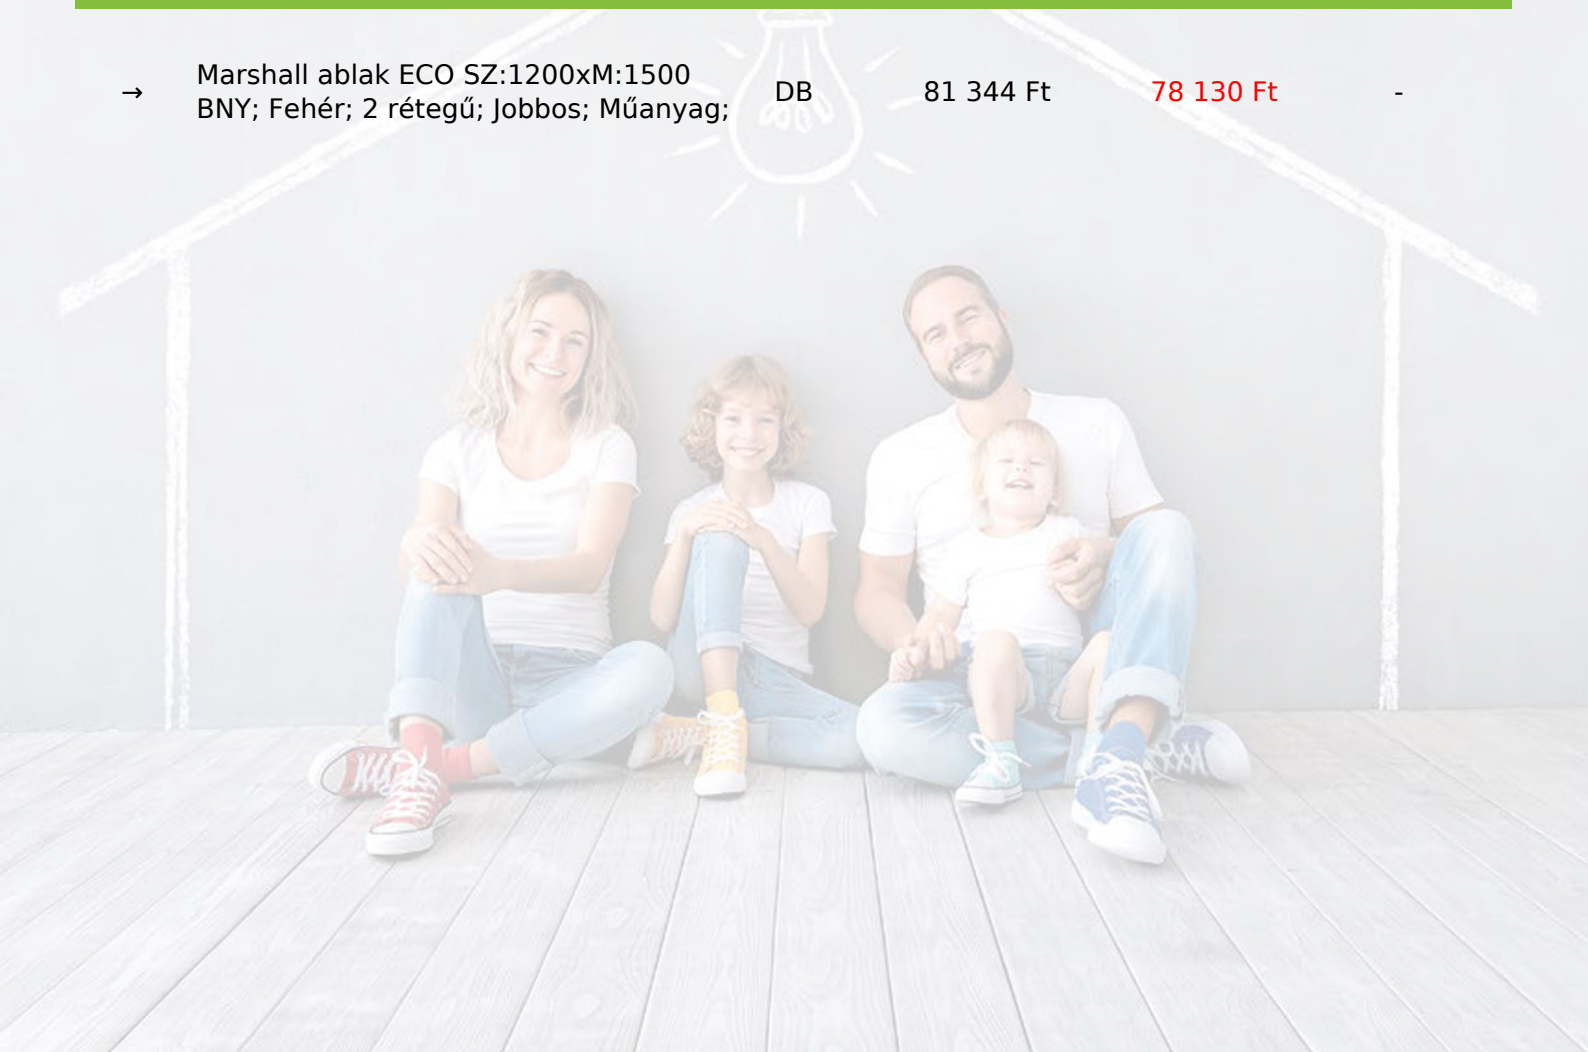 → Marshall ablak ECO SZ:1200xM:1500
BNY; Fehér; 2 rétegű; Jobbos; Műanyag; DB 81 344 Ft 78 130 Ft -